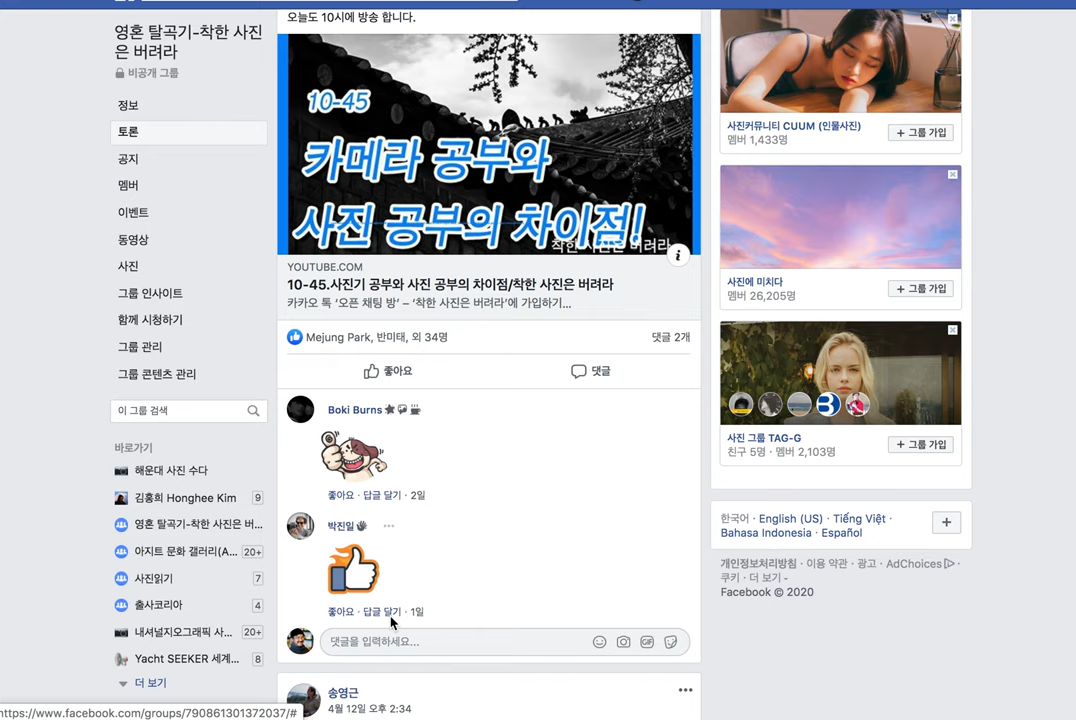 영혼 탈곡기-착한 사진
은 버려라
비공개 그룹
정보
토론
공지
멤버
이벤트
동영상
사진
그룹 인사이트
함께 시청하기
그룹 관리
그룹 콘텐츠 관리
이 그룹 검색
바로가기
해운대 사진 수다
김홍희 Honghee Kim 9
영혼 탈곡기-착한 사진은 버...
아지트 문화 갤러리(A... 20+
사진읽기 7
출사코리아 4
내셔널지오그래픽 사... 20+
Yacht SEEKER 세계... 8
더 보기
https://www.facebook.com/groups/790861301372037/#
오늘도 10시에 방송 합니다.
10-45
카메라 공부와
사진 공부의 차이점!
착한 사진은 버려라
YOUTUBE.COM
10-45.사진기 공부와 사진 공부의 차이점/착한 사진은 버려라
카카오 톡 '오픈 채팅 방' – '착한 사진은 버려라'에 가입하기...
Mejung Park, 반미태, 외 34명
댓글 2개
좋아요
댓글
Boki Burns
좋아요 · 답글 달기 · 2일
박진일
좋아요 · 답글 달기 · 1일
댓글을 입력하세요...
GIF
송영근
4월 12일 오후 2:34
사진커뮤니티 CUUM (인물사진)
멤버 1,433명
+ 그룹 가입
사진에 미치다
멤버 26,205명
+ 그룹 가입
사진 그룹 TAG-G
친구 5명 · 멤버 2,103명
+ 그룹 가입
한국어 · English (US) · Tiếng Việt ·
Bahasa Indonesia · Español
개인정보처리방침 · 이용 약관 · 광고 · AdChoices ·
쿠키 · 더 보기
Facebook © 2020